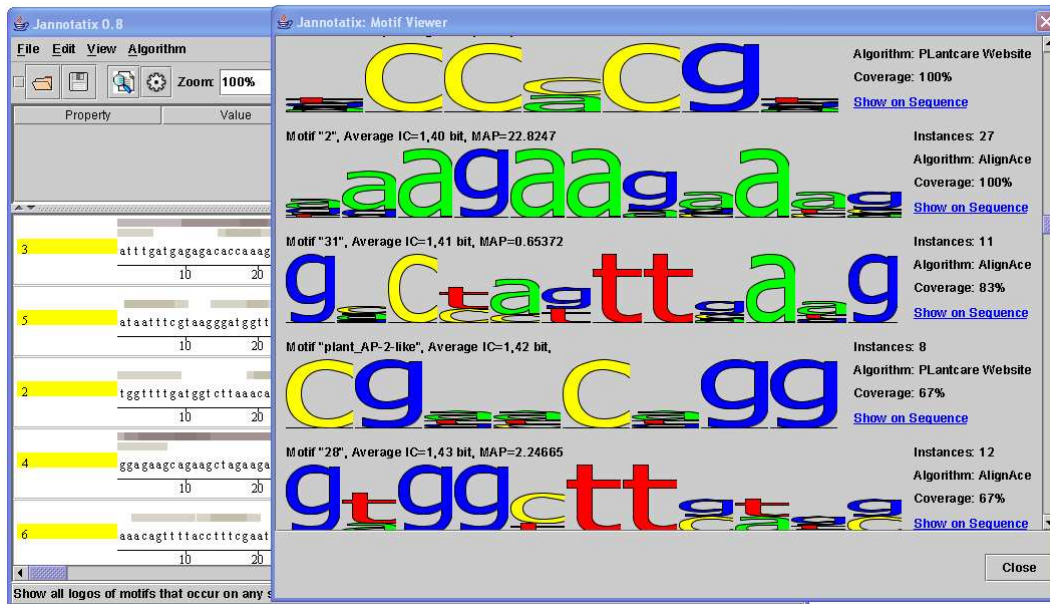 Jannotatix 0.8
File Edit View Algorithm
Zoom: 100%
Property Value
3
atttgatgagagacaccaaag
10 20
5
ataatttcgtaagggatggtt
10 20
2
tggttttgatggtcttaaaca
10 20
4
ggagaagcagaagctagaaga
10 20
6
aaacagttttacctttcgaat
10 20
Show all logos of motifs that occur on any s
Jannotatix: Motif Viewer
Algorithm: PLantcare Website
Coverage: 100%
Show on Sequence
Motif "2", Average IC=1,40 bit, MAP=22.8247
Instances: 27
Algorithm: AlignAce
Coverage: 100%
Show on Sequence
Motif "31", Average IC=1,41 bit, MAP=0.65372
Instances: 11
Algorithm: AlignAce
Coverage: 83%
Show on Sequence
Motif "plant_AP-2-like", Average IC=1,42 bit,
Instances: 8
Algorithm: PLantcare Website
Coverage: 67%
Show on Sequence
Motif "28", Average IC=1,43 bit, MAP=2.24665
Instances: 12
Algorithm: AlignAce
Coverage: 67%
Show on Sequence
Close